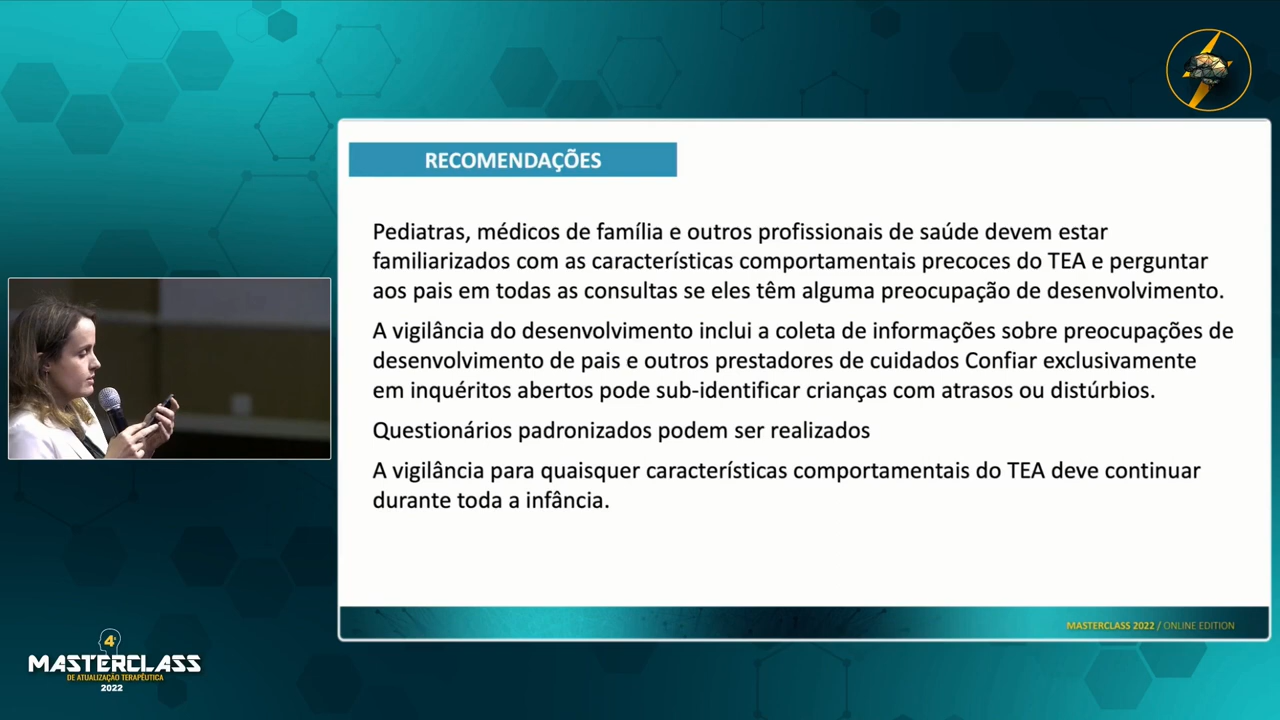 RECOMENDAÇÕES
Pediatras, médicos de família e outros profissionais de saúde devem estar
familiarizados com as características comportamentais precoces do TEA e perguntar
aos pais em todas as consultas se eles têm alguma preocupação de desenvolvimento.
A vigilância do desenvolvimento inclui a coleta de informações sobre preocupações de
desenvolvimento de pais e outros prestadores de cuidados Confiar exclusivamente
em inquéritos abertos pode sub-identificar crianças com atrasos ou distúrbios.
Questionários padronizados podem ser realizados
A vigilância para quaisquer características comportamentais do TEA deve continuar
durante toda a infância.
MASTERCLASS 2022 / ONLINE EDITION
4ª
MASTERCLASS
DE ATUALIZAÇÃO TERAPÊUTICA
2022